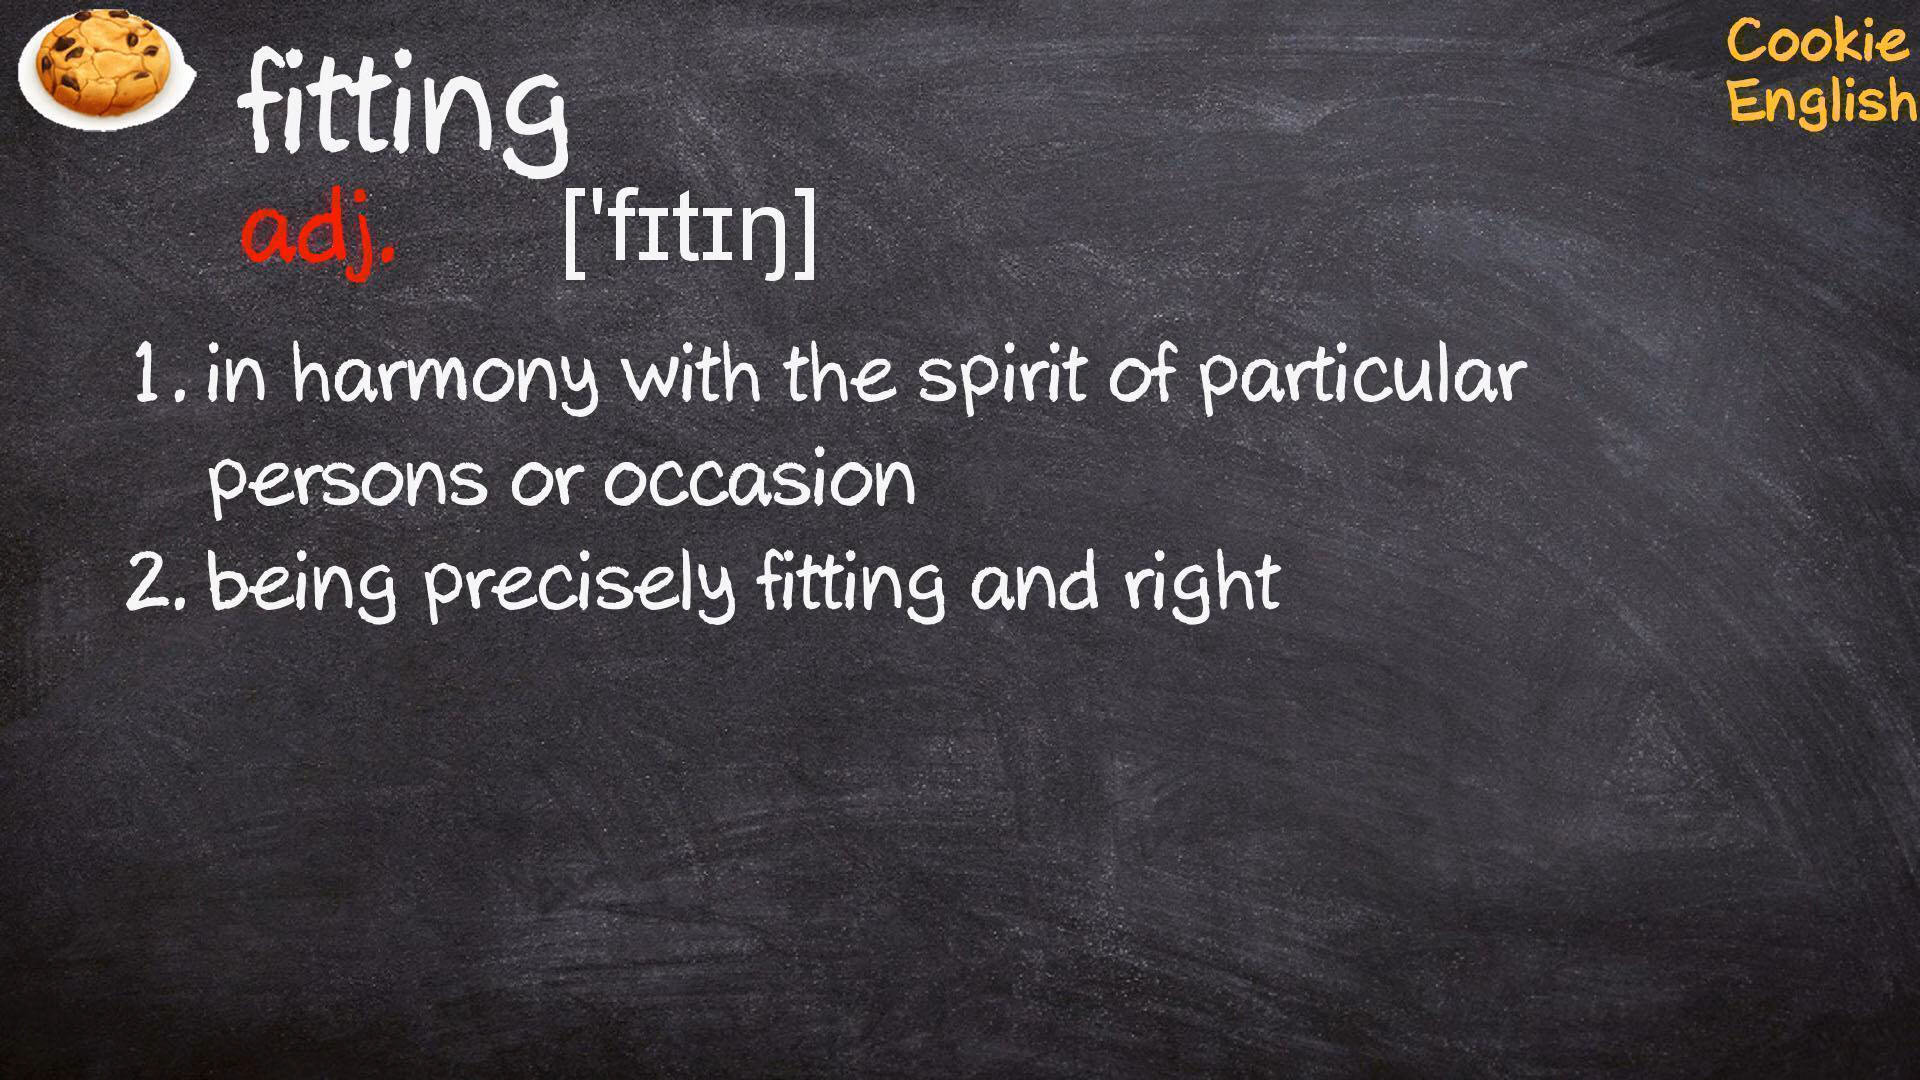 Cookie
English
fitting
adj. ['fɪtɪŋ]
1. in harmony with the spirit of particular
persons or occasion
2. being precisely fitting and right